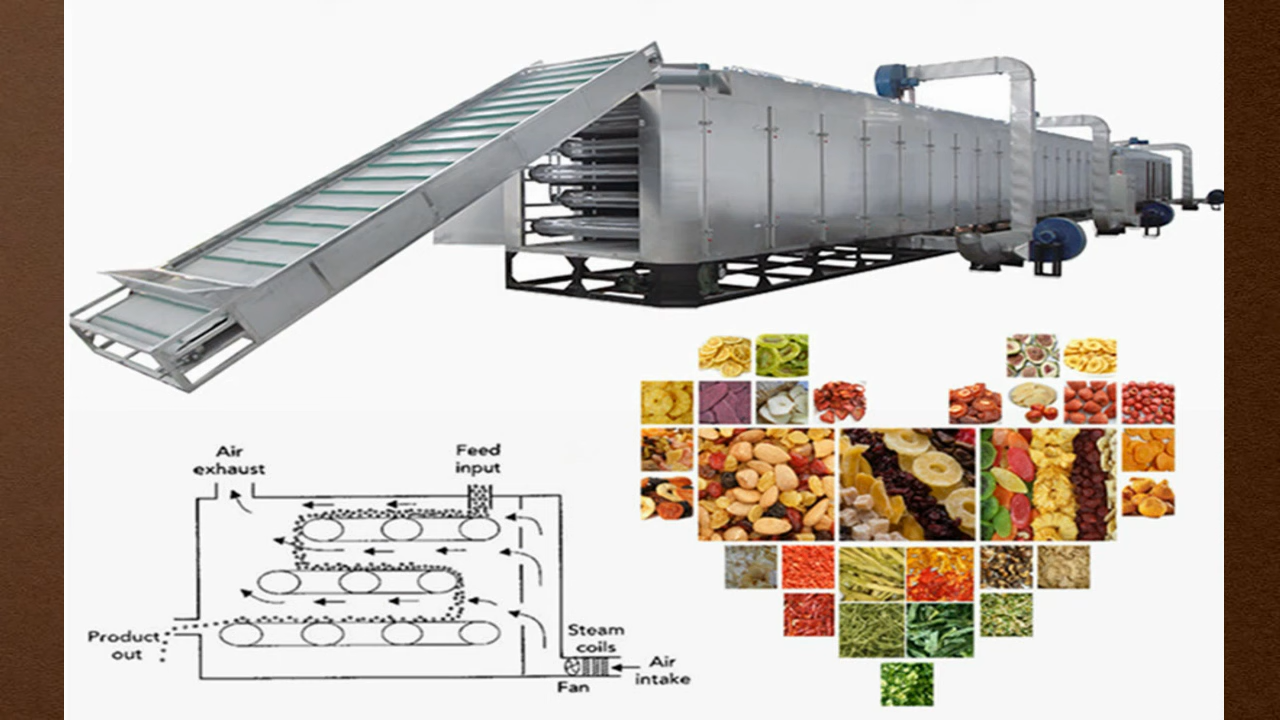 Air
exhaust
Feed
input
Product
out
Steam
coils
Fan
Air
intake